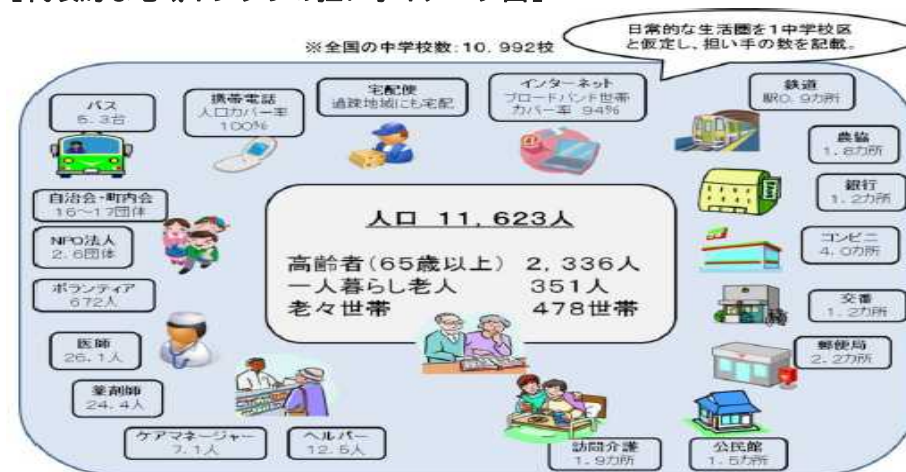 ※全国の中学校数:10,992校
日常的な生活圏を1中学校区
と仮定し、担い手の数を記載。
バス
5.3台
携帯電話
人口カバー率
100%
宅配便
過疎地域にも宅配
インターネット
ブロードバンド世帯
カバー率 94%
鉄道
駅0.9カ所
農協
1.8カ所
自治会・町内会
16~17団体
銀行
1.2カ所
NPO法人
2.6団体
コンビニ
4.0カ所
ボランティア
672人
交番
1.2カ所
医師
26.1人
郵便局
2.2カ所
薬剤師
24.4人
人口 11,623人
高齢者(65歳以上) 2,336人
一人暮らし老人 351人
老々世帯 478世帯
ケアマネージャー
7.1人
ヘルパー
12.5人
訪問介護
1.9カ所
公民館
1.5カ所